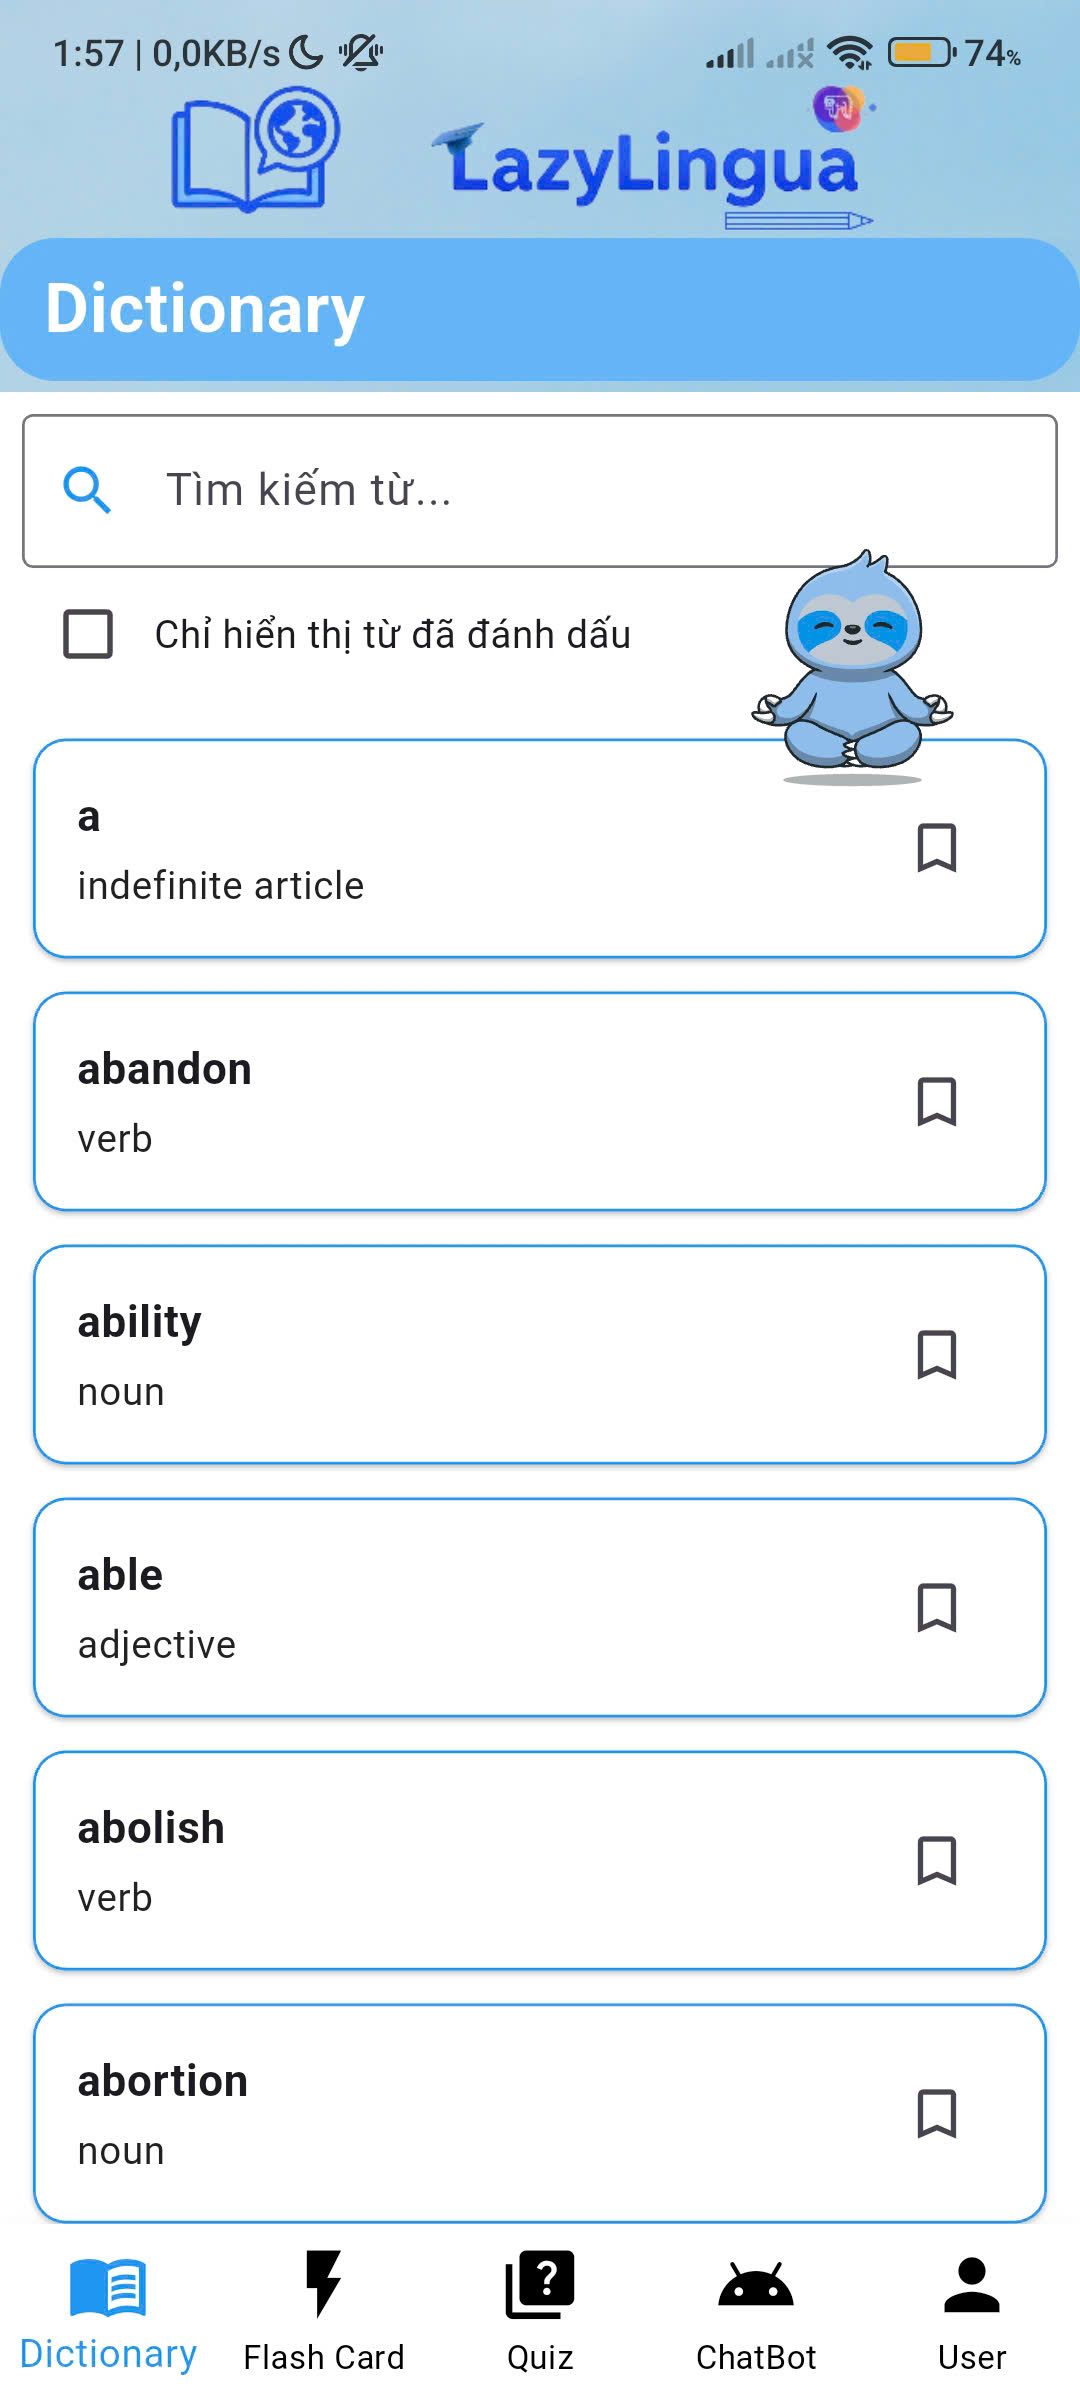 1:57 | 0,0KB/s 74%
LazyLingua
Dictionary
Tìm kiếm từ...
Chỉ hiển thị từ đã đánh dấu
a
indefinite article
abandon
verb
ability
noun
able
adjective
abolish
verb
abortion
noun
Dictionary Flash Card Quiz ChatBot User